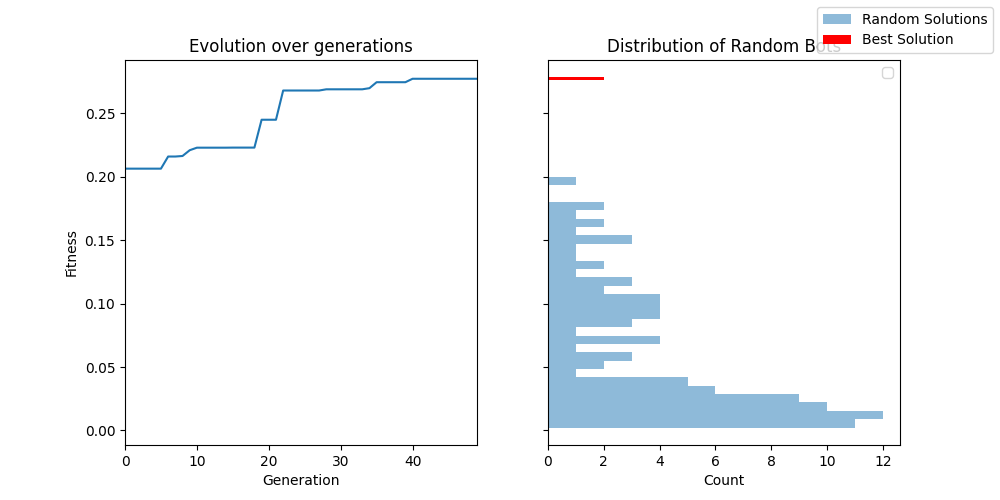 Random Solutions
Best Solution
Evolution over generations
Distribution of Random Bots
Fitness
0.25
0.20
0.15
0.10
0.05
0.00
0 10 20 30 40
Generation
0 2 4 6 8 10 12
Count